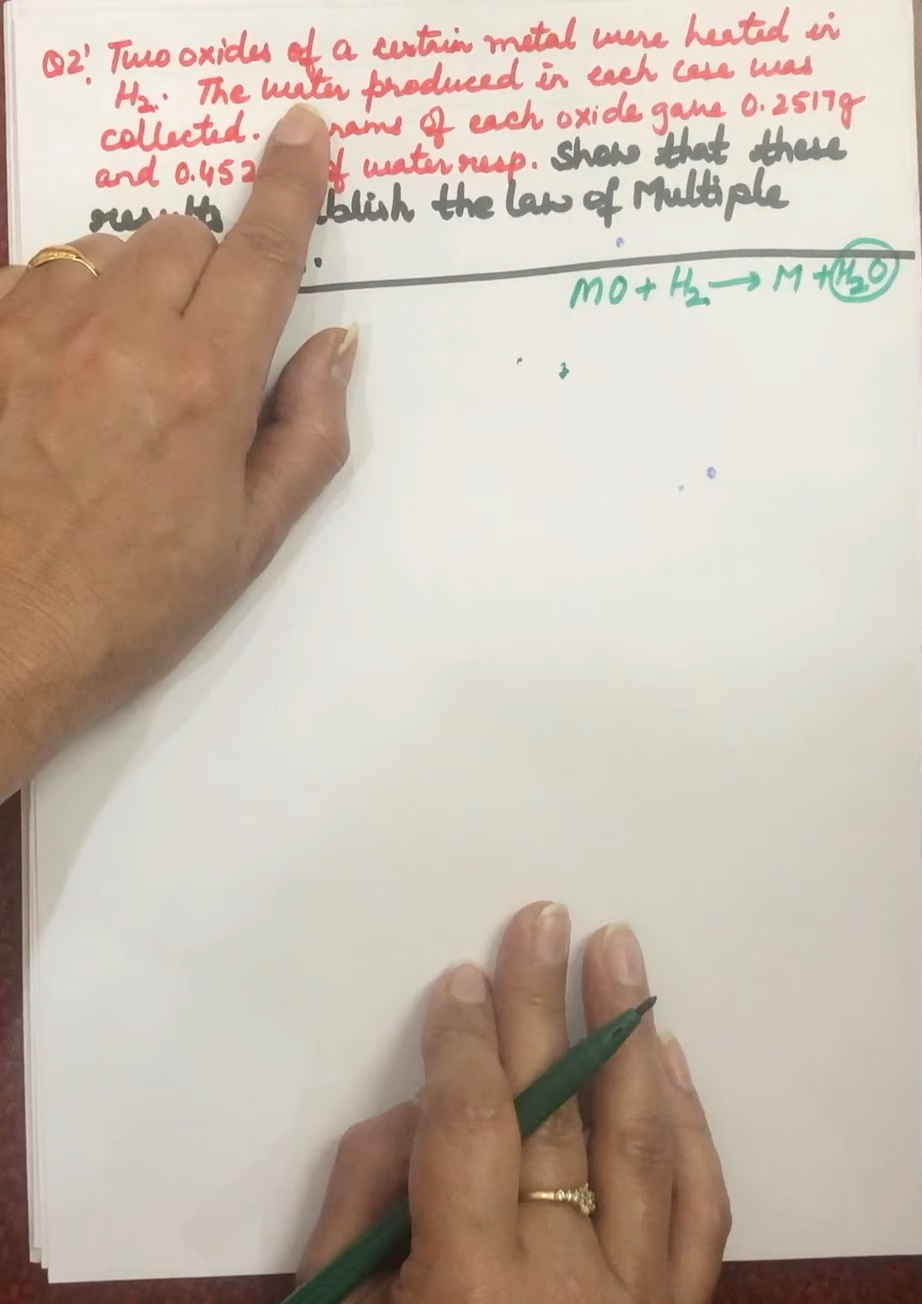 Q2! Two oxides of a certain metal were heated in
H2. The water produced in each case was
collected. rams of each oxide gave 0.2517g
and 0.452 f water resp. Show that these
results blish the law of Multiple
.
MO + H2 → M + H2O